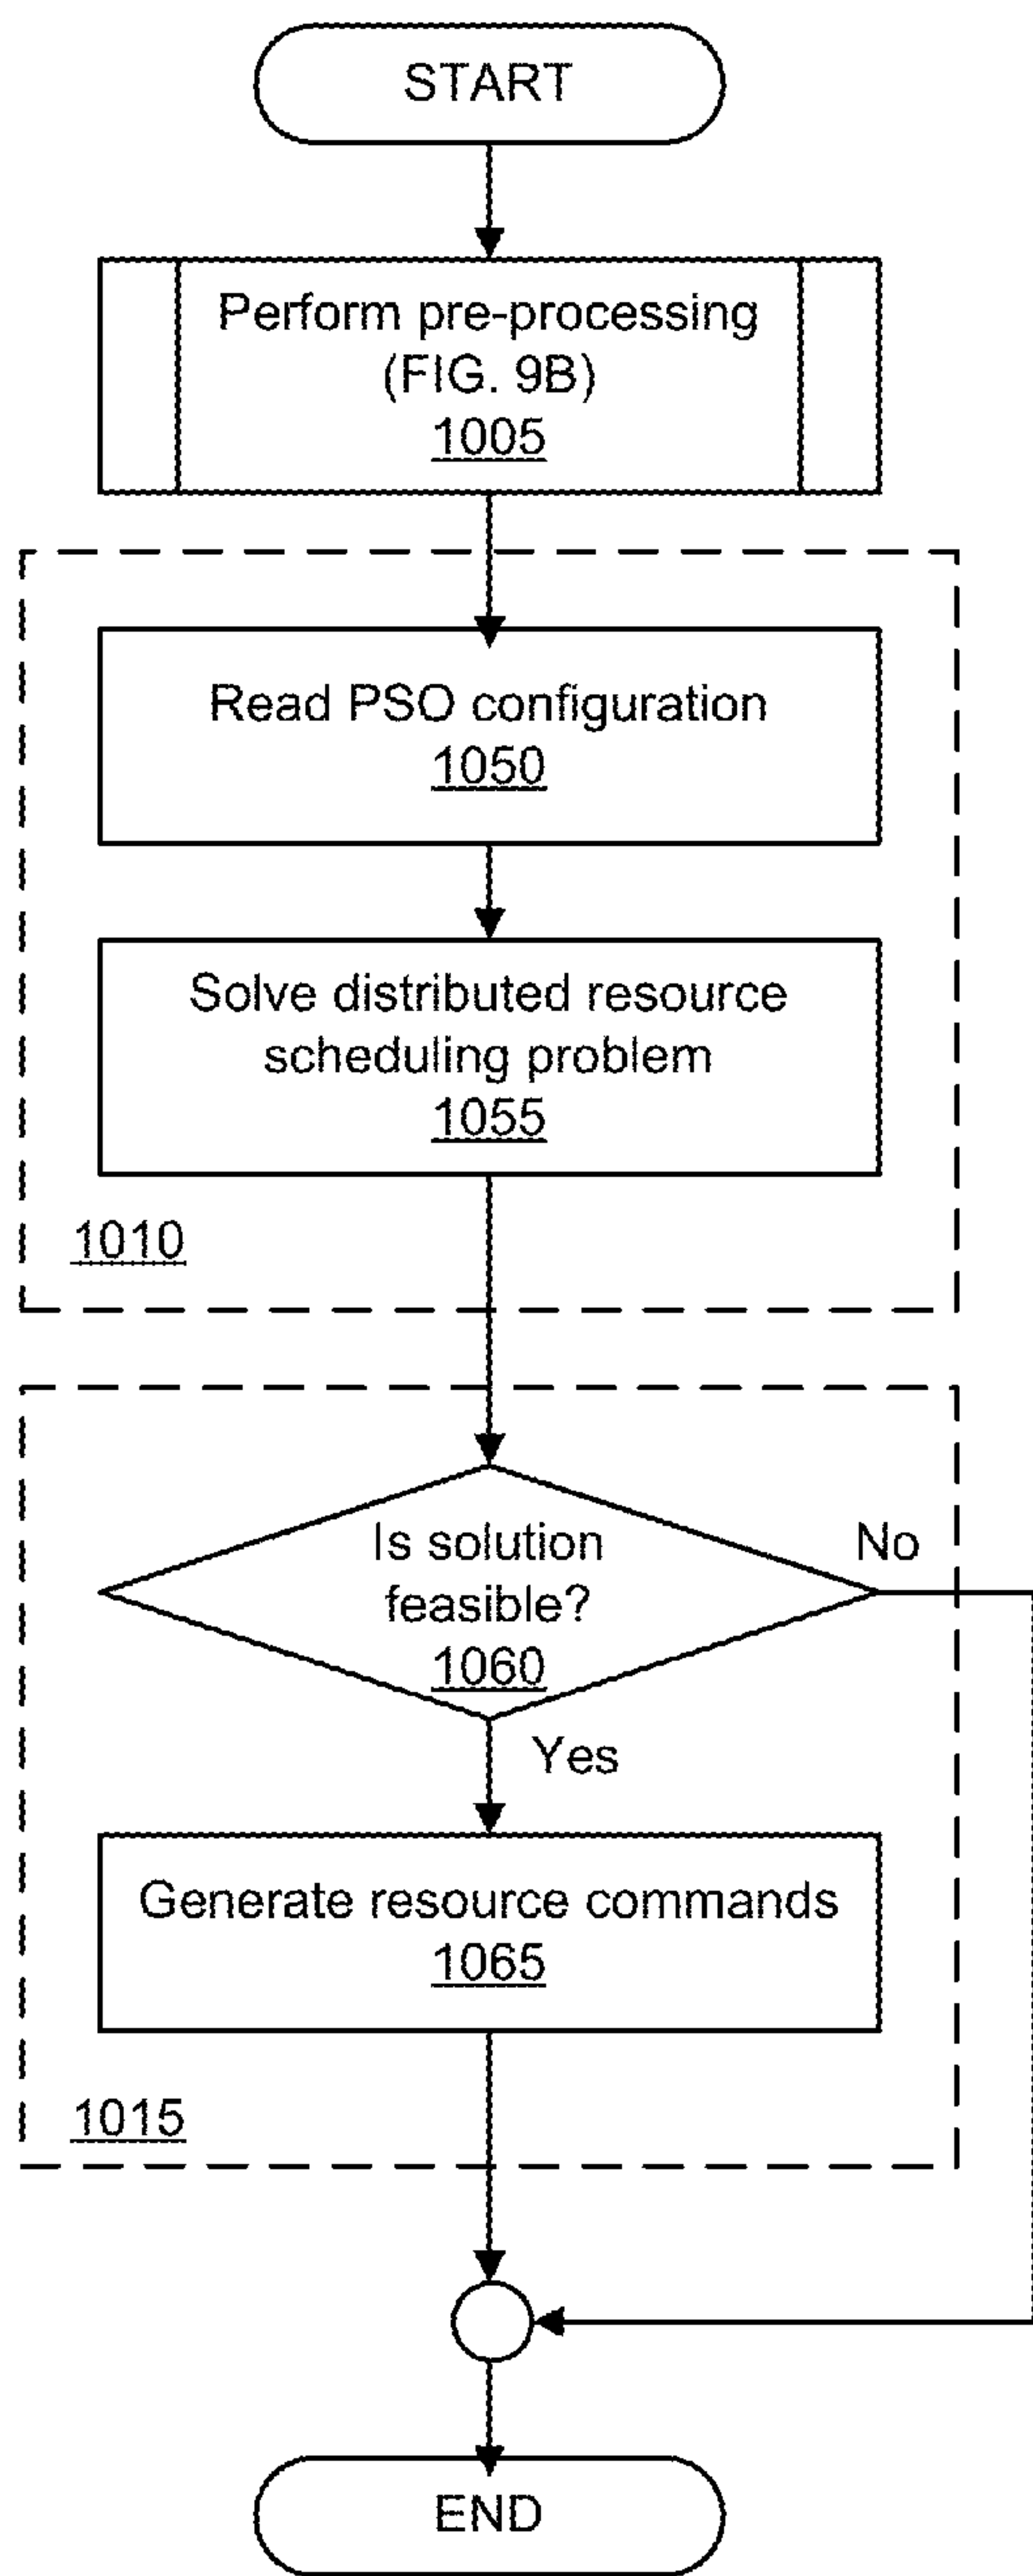 START
Perform pre-processing
(FIG. 9B)
1005
Read PSO configuration
1050
Solve distributed resource
scheduling problem
1055
1010
Is solution
feasible?
1060
No
Yes
Generate resource commands
1065
1015
END